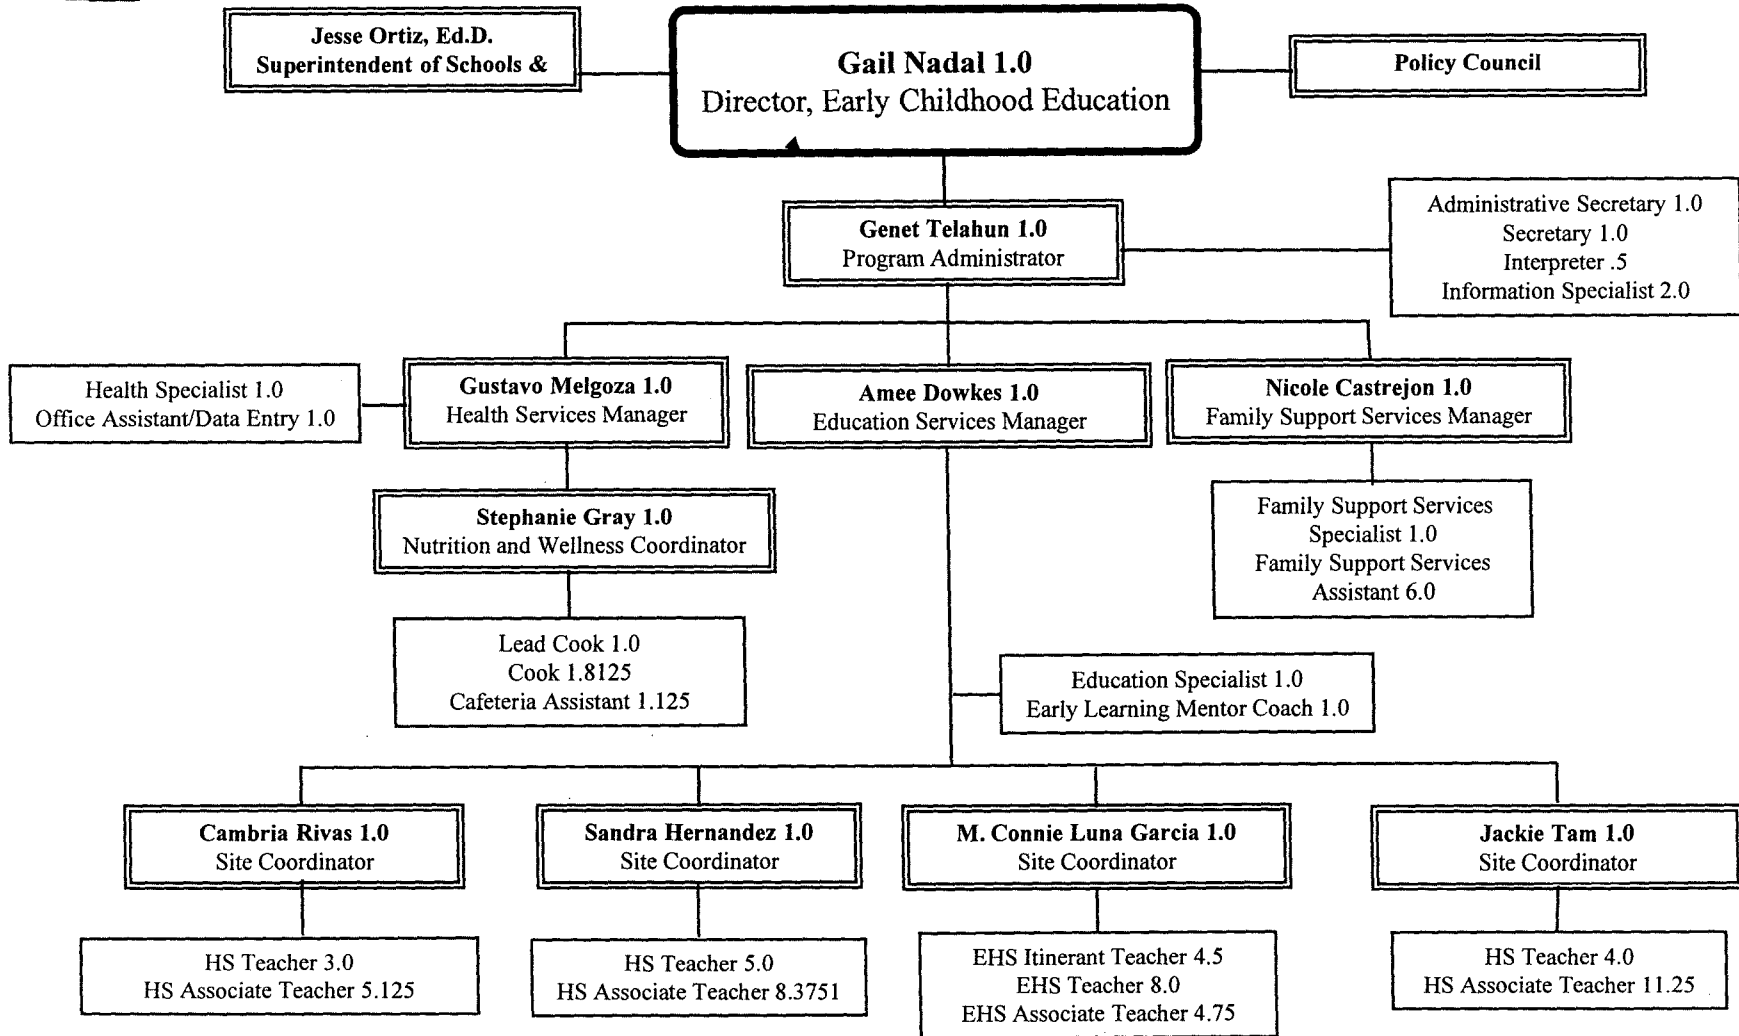 Jesse Ortiz, Ed.D.
Superintendent of Schools &
Gail Nadal 1.0
Director, Early Childhood Education
Policy Council
Genet Telahun 1.0
Program Administrator
Administrative Secretary 1.0
Secretary 1.0
Interpreter .5
Information Specialist 2.0
Health Specialist 1.0
Office Assistant/Data Entry 1.0
Gustavo Melgoza 1.0
Health Services Manager
Amee Dowkes 1.0
Education Services Manager
Nicole Castrejon 1.0
Family Support Services Manager
Stephanie Gray 1.0
Nutrition and Wellness Coordinator
Family Support Services
Specialist 1.0
Family Support Services
Assistant 6.0
Lead Cook 1.0
Cook 1.8125
Cafeteria Assistant 1.125
Education Specialist 1.0
Early Learning Mentor Coach 1.0
Cambria Rivas 1.0
Site Coordinator
Sandra Hernandez 1.0
Site Coordinator
M. Connie Luna Garcia 1.0
Site Coordinator
Jackie Tam 1.0
Site Coordinator
HS Teacher 3.0
HS Associate Teacher 5.125
HS Teacher 5.0
HS Associate Teacher 8.3751
EHS Itinerant Teacher 4.5
EHS Teacher 8.0
EHS Associate Teacher 4.75
HS Teacher 4.0
HS Associate Teacher 11.25